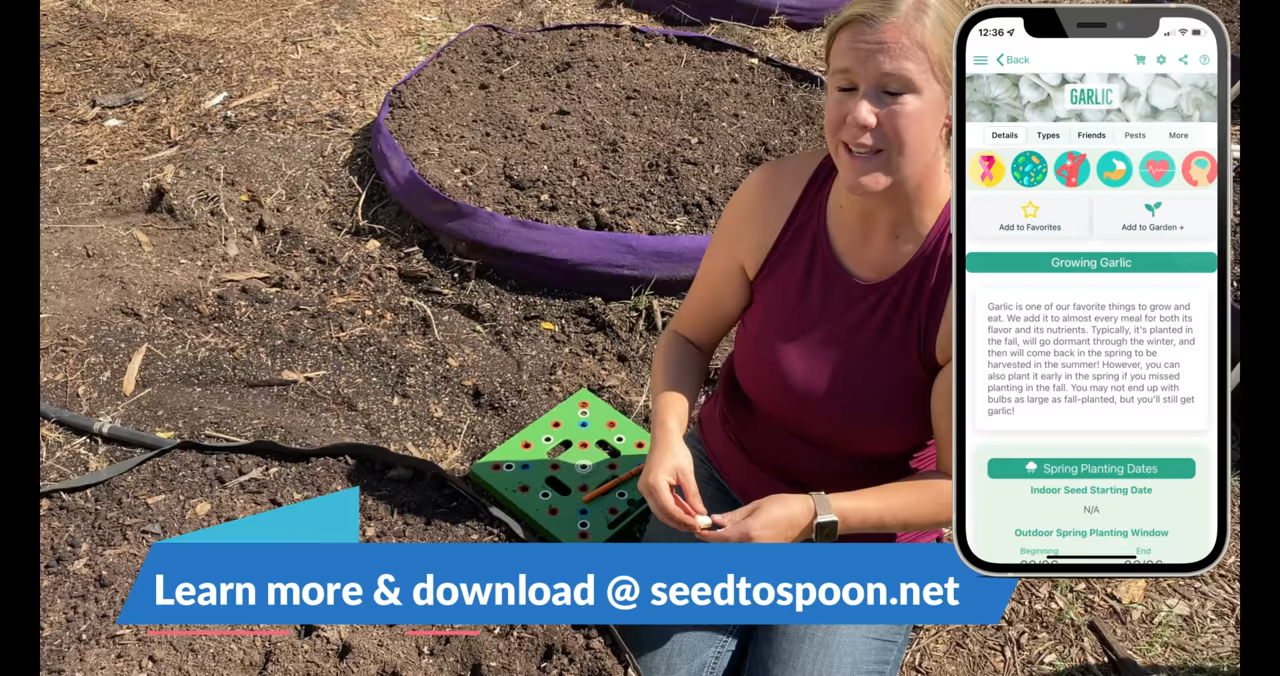 12:36
Back
GARLIC
Details Types Friends Pests More
Add to Favorites Add to Garden +
Growing Garlic
Garlic is one of our favorite things to grow and
eat. We add it to almost every meal for both its
flavor and its nutrients. Typically, it's planted in
the fall, will go dormant through the winter, and
then will come back in the spring to be
harvested in the summer! However, you can
also plant it early in the spring if you missed
planting in the fall. You may not end up with
bulbs as large as fall-planted, but you'll still get
garlic!
Spring Planting Dates
Indoor Seed Starting Date
N/A
Outdoor Spring Planting Window
Beginning End
Learn more & download @ seedtospoon.net